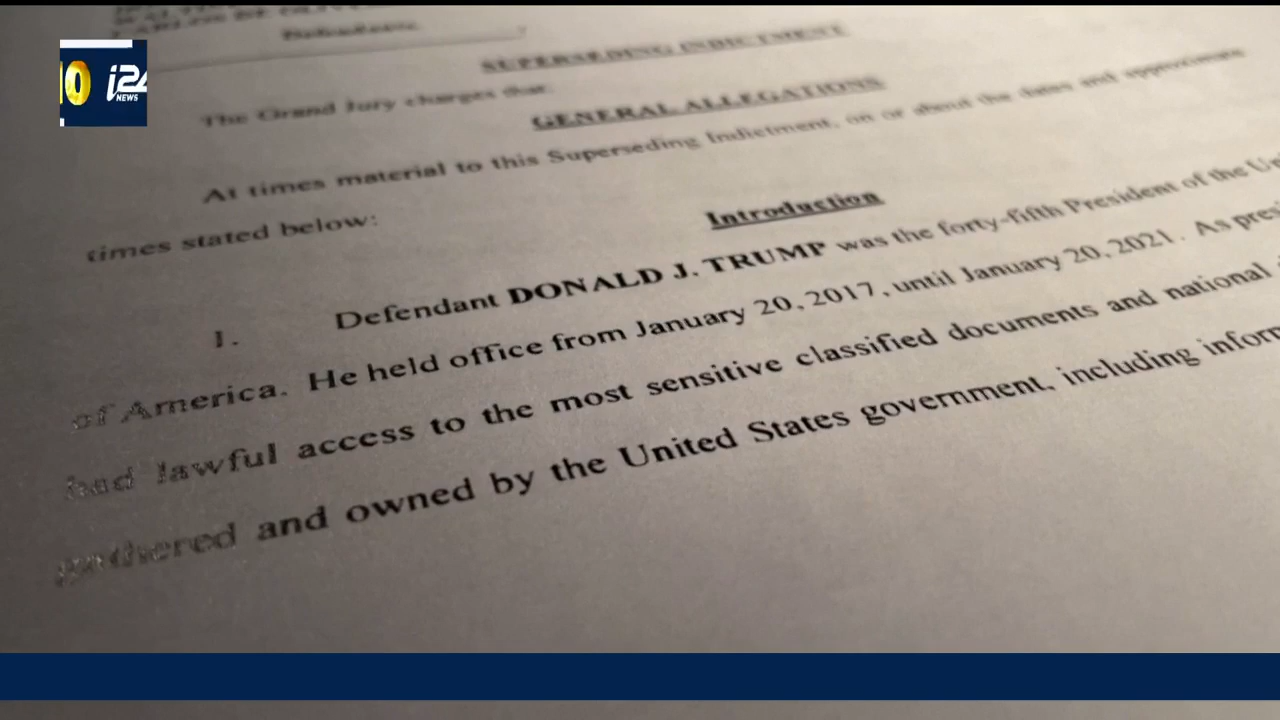 10 i24
NEWS
Defendants.
SUPERSEDING INDICTMENT
The Grand Jury charges that:
GENERAL ALLEGATIONS
At times material to this Superseding Indictment, on or about the dates and approximate
times stated below:
Introduction
1. Defendant DONALD J. TRUMP was the forty-fifth President of the
of America. He held office from January 20, 2017, until January 20, 2021. As
had lawful access to the most sensitive classified documents and national
gathered and owned by the United States government, including